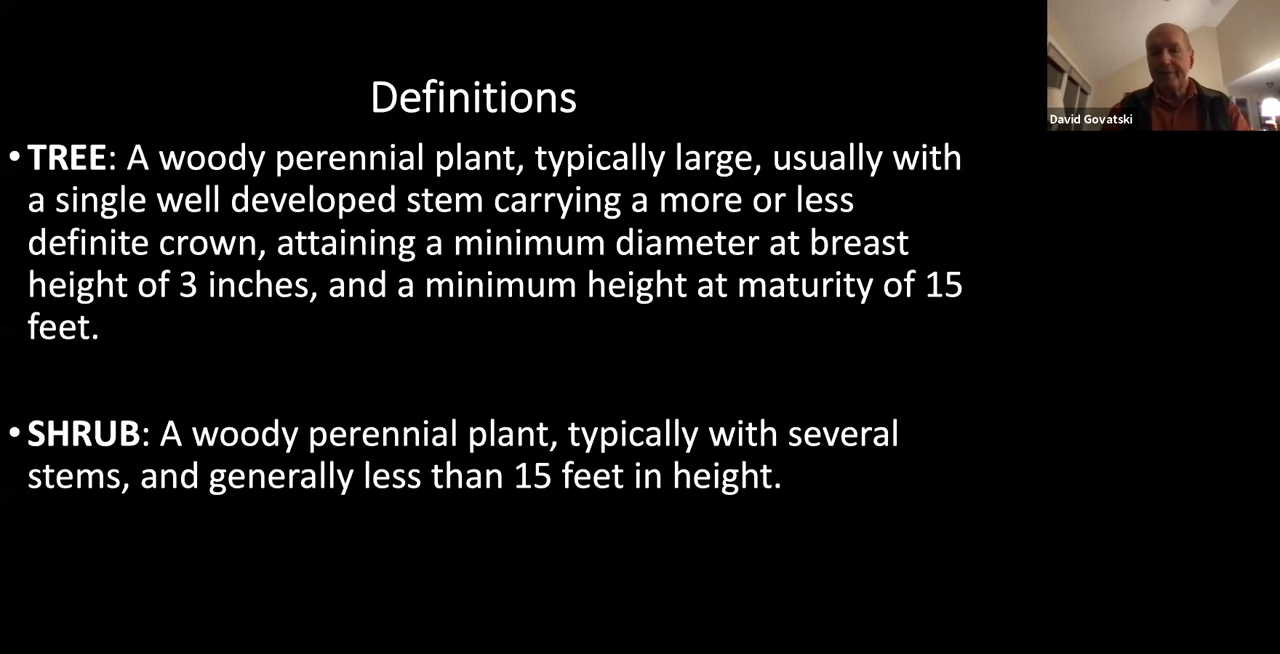 Definitions
• TREE: A woody perennial plant, typically large, usually with
a single well developed stem carrying a more or less
definite crown, attaining a minimum diameter at breast
height of 3 inches, and a minimum height at maturity of 15
feet.
• SHRUB: A woody perennial plant, typically with several
stems, and generally less than 15 feet in height.
David Govatski